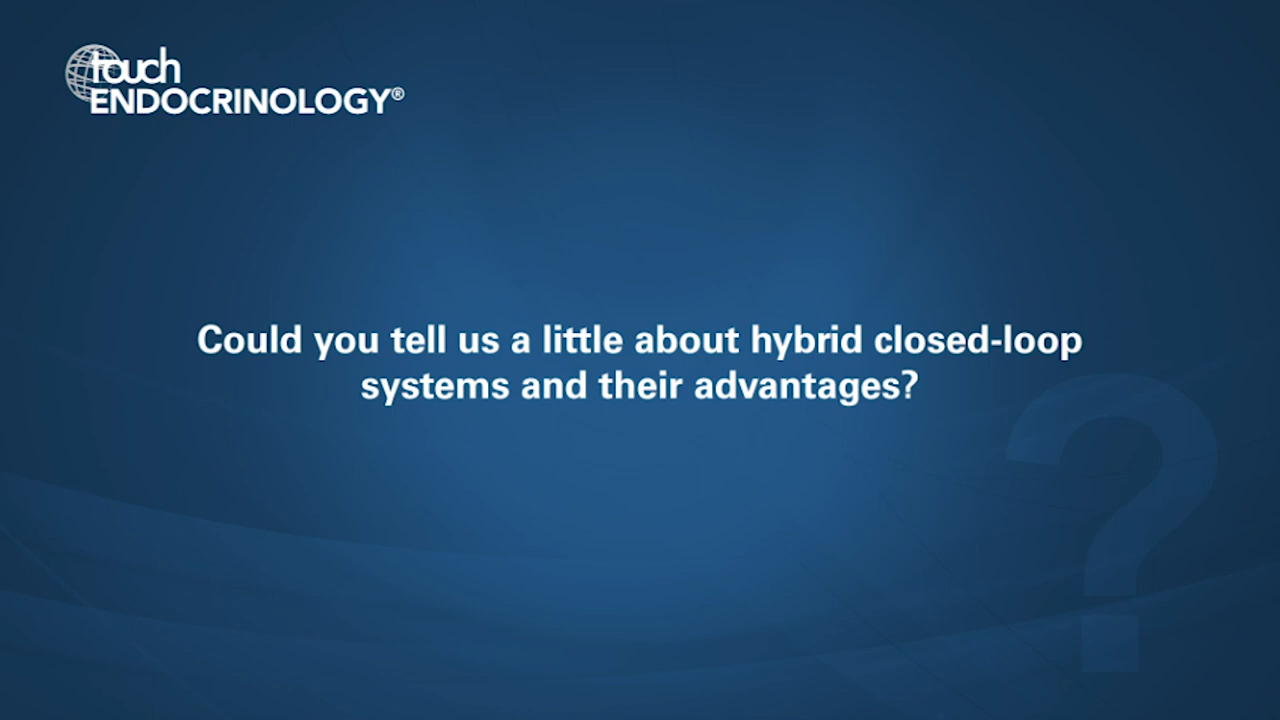 touch
ENDOCRINOLOGY®
Could you tell us a little about hybrid closed-loop
systems and their advantages?
?